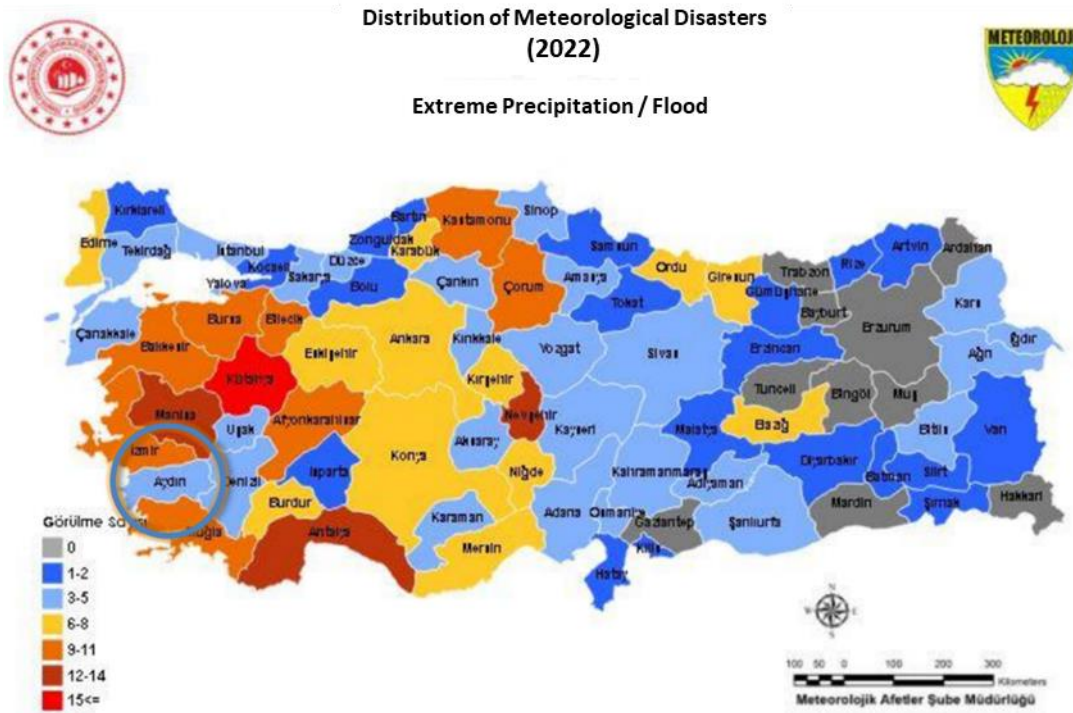 Distribution of Meteorological Disasters
(2022)
Extreme Precipitation / Flood
METEOROLOJİ
Kırklareli
Edirne
Tekirdağ
İstanbul
Kocaeli
Yalova
Sakarya
Düzce
Bolu
Zonguldak
Bartın
Karabük
Kastamonu
Sinop
Çankırı
Çorum
Samsun
Amasya
Tokat
Ordu
Giresun
Trabzon
Gümüşhane
Bayburt
Rize
Artvin
Ardahan
Kars
Erzurum
Erzincan
Iğdır
Ağrı
Çanakkale
Balıkesir
Bursa
Bilecik
Kütahya
Eskişehir
Ankara
Kırıkkale
Yozgat
Sivas
Kırşehir
Nevşehir
Kayseri
Tunceli
Bingöl
Muş
Elazığ
Malatya
Bitlis
Van
Manisa
Uşak
Afyonkarahisar
İzmir
Aydın
Denizli
Muğla
Isparta
Burdur
Antalya
Konya
Aksaray
Niğde
Karaman
Mersin
Adana
Osmaniye
Kahramanmaraş
Adıyaman
Gaziantep
Kilis
Hatay
Şanlıurfa
Diyarbakır
Batman
Siirt
Mardin
Şırnak
Hakkari
Görülme Sayısı
0
1-2
3-5
6-8
9-11
12-14
15<=
N
W
E
S
100 50 0 100 200 300
Kilometers
Meteorolojik Afetler Şube Müdürlüğü